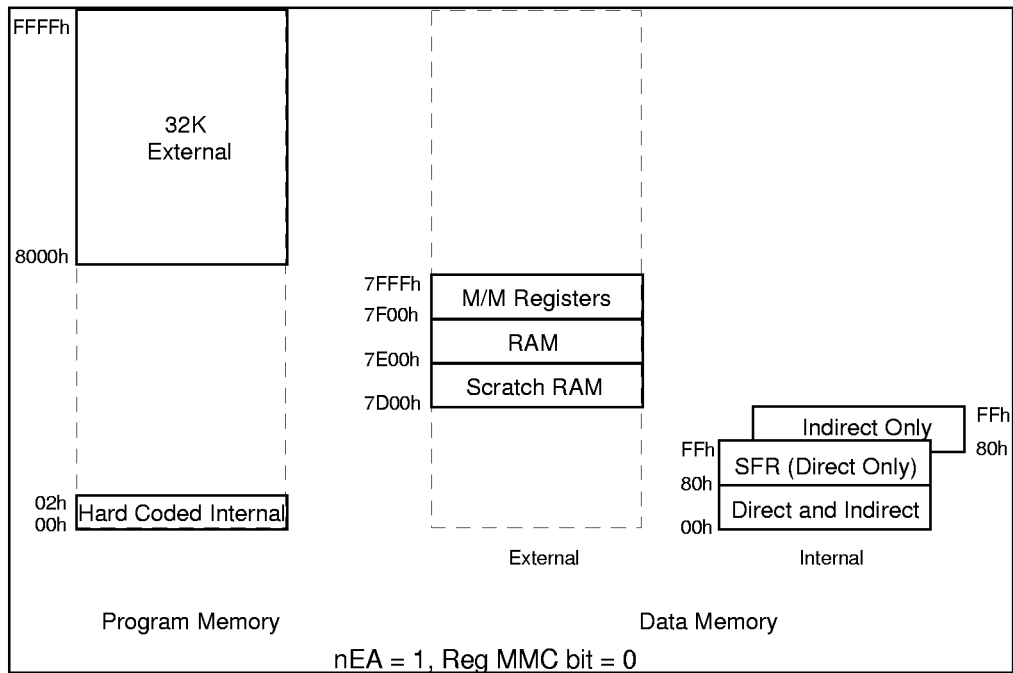 FFFFh
32K
External
8000h
02h
00h
Hard Coded Internal
Program Memory
7FFFh
M/M Registers
7F00h
RAM
7E00h
Scratch RAM
7D00h
External
Indirect Only
FFh
80h
FFh
SFR (Direct Only)
80h
Direct and Indirect
00h
Internal
Data Memory
nEA = 1, Reg MMC bit = 0